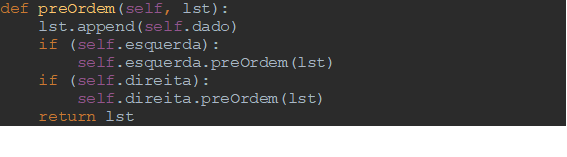 def preOrdem(self, lst):
    lst.append(self.dado)
    if (self.esquerda):
        self.esquerda.preOrdem(lst)
    if (self.direita):
        self.direita.preOrdem(lst)
    return lst